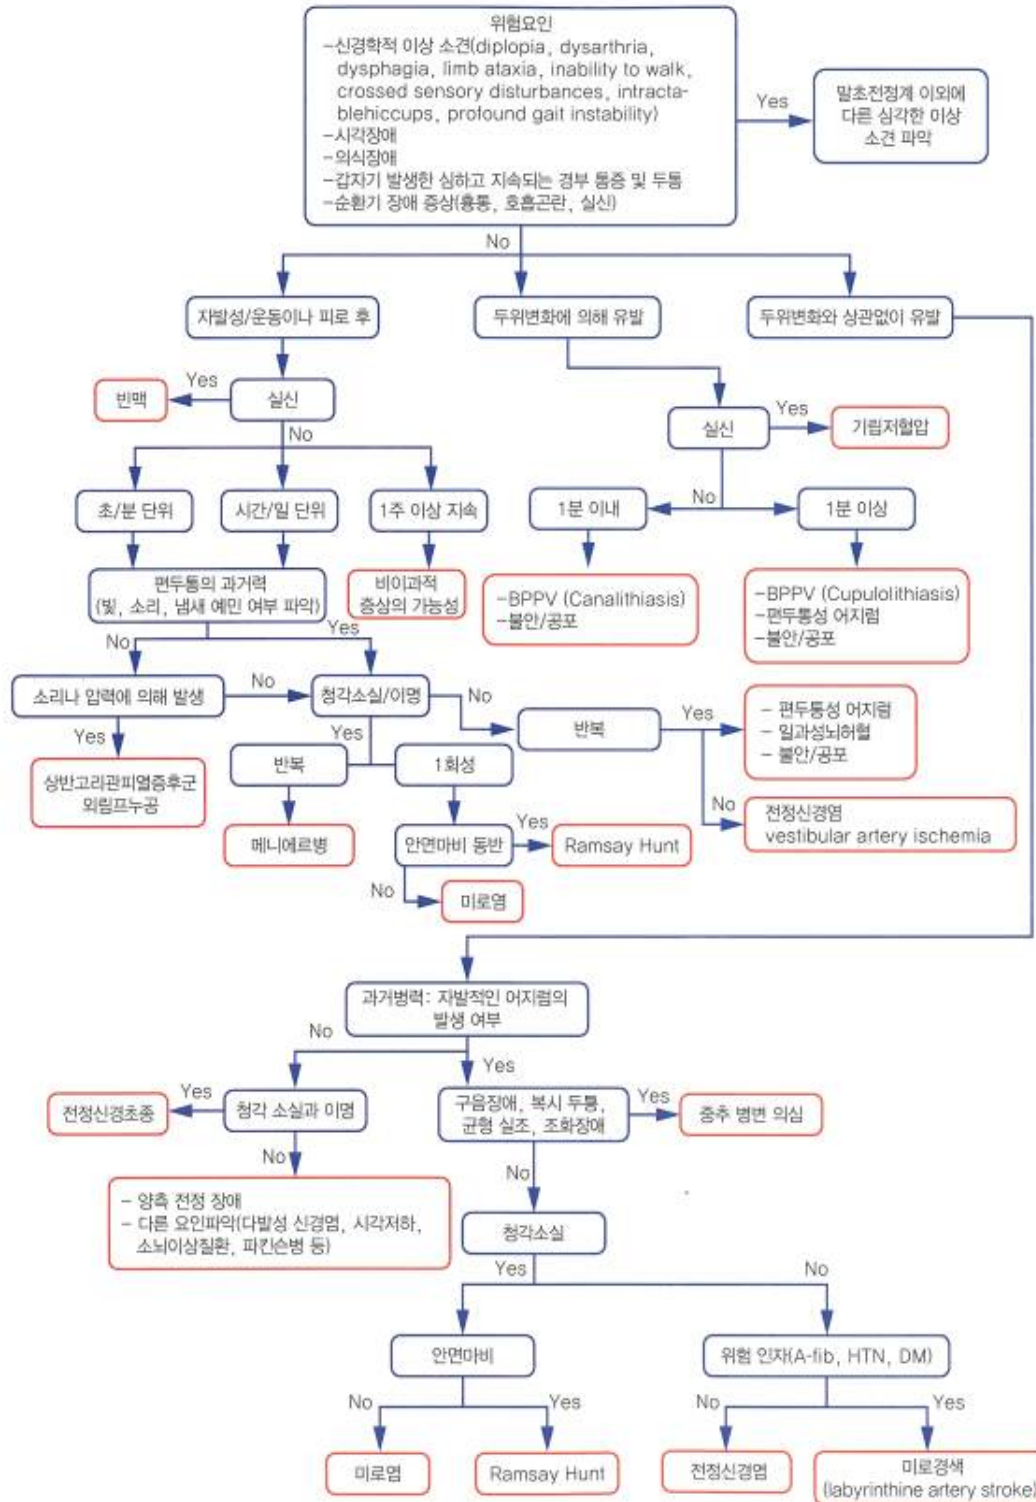 위험요인
-신경학적 이상 소견(diplopia, dysarthria,
dysphagia, limb ataxia, inability to walk,
crossed sensory disturbances, intracta-
blehiccups, profound gait instability)
-시각장애
-의식장애
-갑자기 발생한 심하고 지속되는 경부 통증 및 두통
-순환기 장애 증상(흉통, 호흡곤란, 실신)
Yes
말초전정계 이외에
다른 심각한 이상
소견 파악
No
자발성/운동이나 피로 후
두위변화에 의해 유발
두위변화와 상관없이 유발
빈맥
Yes
실신
No
실신
Yes
기립저혈압
초/분 단위
시간/일 단위
1주 이상 지속
1분 이내
No
1분 이상
편두통의 과거력
(빛, 소리, 냄새 예민 여부 파악)
비이과적
증상의 가능성
-BPPV (Canalithiasis)
-불안/공포
-BPPV (Cupulolithiasis)
-편두통성 어지럼
-불안/공포
No
Yes
소리나 압력에 의해 발생
No
청각소실/이명
No
Yes
상반고리관피열증후군
외림프누공
Yes
반복
1회성
반복
Yes
- 편두통성 어지럼
- 일과성뇌허혈
- 불안/공포
No
전정신경염
vestibular artery ischemia
메니에르병
안면마비 동반
Yes
Ramsay Hunt
No
미로염
과거병력: 자발적인 어지럼의
발생 여부
No
Yes
전정신경초종
Yes
청각 소실과 이명
구음장애, 복시 두통,
균형 실조, 조화장애
Yes
중추 병변 의심
No
- 양측 전정 장애
- 다른 요인파악(다발성 신경염, 시각저하,
소뇌이상질환, 파킨슨병 등)
No
청각소실
Yes
No
안면마비
위험 인자(A-fib, HTN, DM)
No
Yes
No
Yes
미로염
Ramsay Hunt
전정신경염
미로경색
(labyrinthine artery stroke)